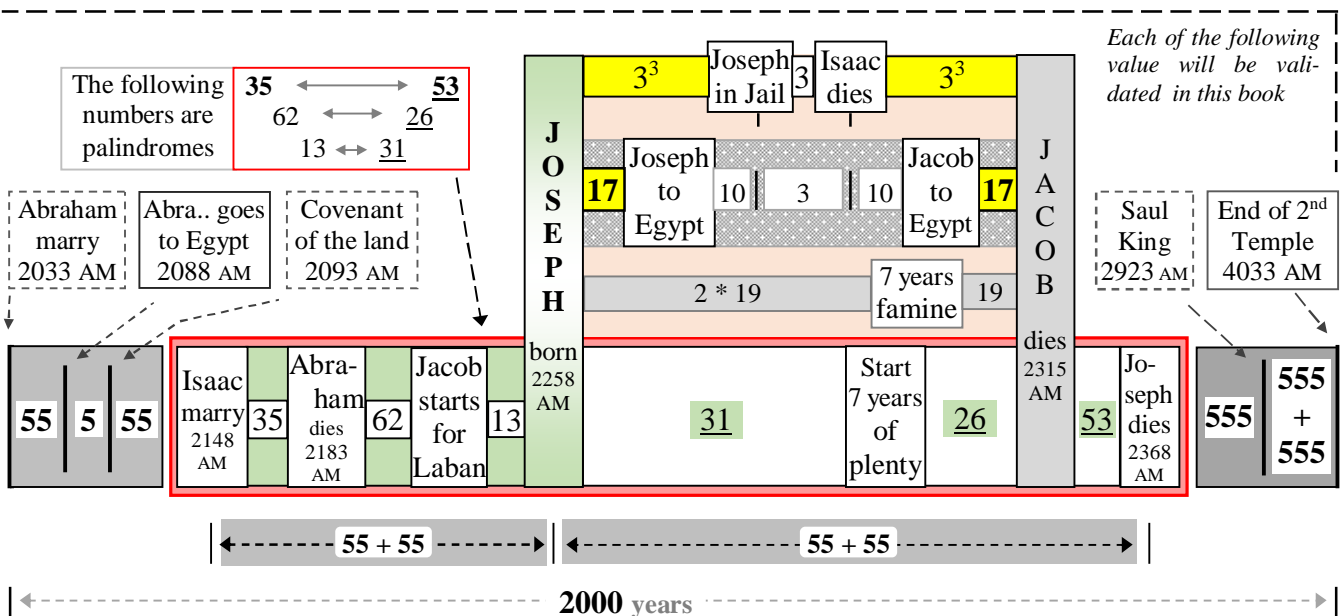 Each of the following
value will be vali-
dated in this book
The following
numbers are
palindromes
35 53
62 26
13 31
Abraham
marry
2033 AM
Abra.. goes
to Egypt
2088 AM
Covenant
of the land
2093 AM
JOSEPH
born
2258
AM
3³
Joseph
in Jail
3
Isaac
dies
3³
17
Joseph
to
Egypt
10
3
10
Jacob
to
Egypt
17
2 * 19
7 years
famine
19
JACOB
dies
2315
AM
Saul
King
2923 AM
End of 2nd
Temple
4033 AM
55 5 55
Isaac
marry
2148
AM
35
Abra-
ham
dies
2183
AM
62
Jacob
starts
for
Laban
13
31
Start
7 years
of
plenty
26
53
Jo-
seph
dies
2368
AM
555
555
+
555
55 + 55
55 + 55
2000 years